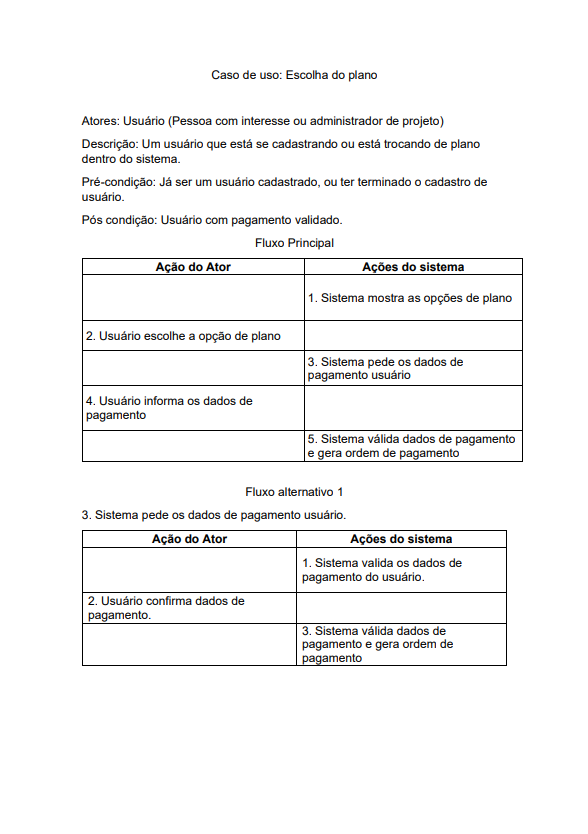 Caso de uso: Escolha do plano
Atores: Usuário (Pessoa com interesse ou administrador de projeto)
Descrição: Um usuário que está se cadastrando ou está trocando de plano
dentro do sistema.
Pré-condição: Já ser um usuário cadastrado, ou ter terminado o cadastro de
usuário.
Pós condição: Usuário com pagamento validado.
Fluxo Principal
Ação do Ator
Ações do sistema
1. Sistema mostra as opções de plano
2. Usuário escolhe a opção de plano
3. Sistema pede os dados de
pagamento usuário
4. Usuário informa os dados de
pagamento
5. Sistema válida dados de pagamento
e gera ordem de pagamento
Fluxo alternativo 1
3. Sistema pede os dados de pagamento usuário.
Ação do Ator
Ações do sistema
1. Sistema valida os dados de
pagamento do usuário.
2. Usuário confirma dados de
pagamento.
3. Sistema válida dados de
pagamento e gera ordem de
pagamento